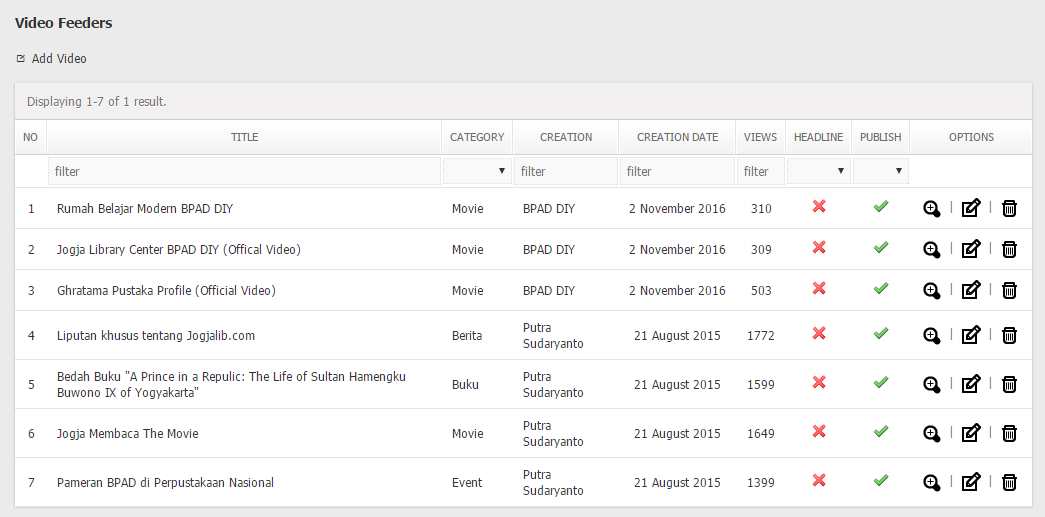 Video Feeders
Add Video
Displaying 1-7 of 1 result.
NO TITLE CATEGORY CREATION CREATION DATE VIEWS HEADLINE PUBLISH OPTIONS
filter filter filter filter
1 Rumah Belajar Modern BPAD DIY Movie BPAD DIY 2 November 2016 310
2 Jogja Library Center BPAD DIY (Offical Video) Movie BPAD DIY 2 November 2016 309
3 Ghratama Pustaka Profile (Official Video) Movie BPAD DIY 2 November 2016 503
4 Liputan khusus tentang Jogjalib.com Berita Putra
Sudaryanto 21 August 2015 1772
5 Bedah Buku "A Prince in a Repulic: The Life of Sultan Hamengku
Buwono IX of Yogyakarta" Buku Putra
Sudaryanto 21 August 2015 1599
6 Jogja Membaca The Movie Movie Putra
Sudaryanto 21 August 2015 1649
7 Pameran BPAD di Perpustakaan Nasional Event Putra
Sudaryanto 21 August 2015 1399